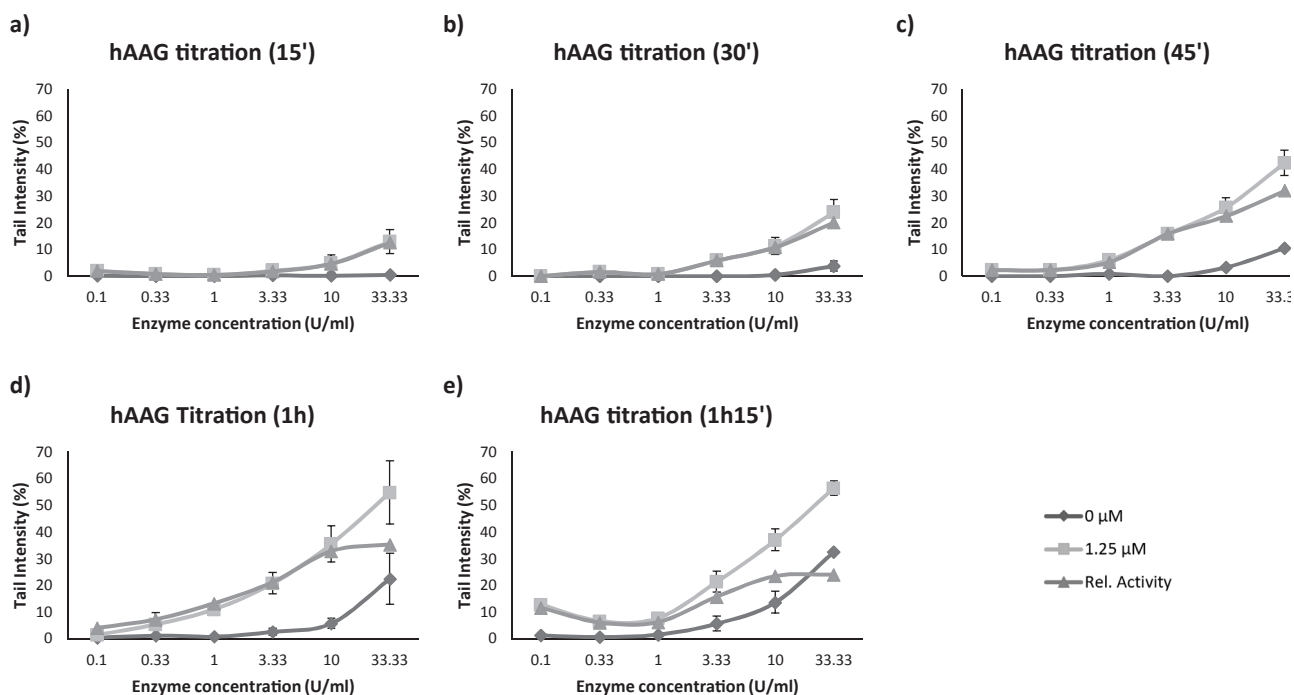 a)
hAAG titration (15')
70
60
50
40
30
20
10
0
Tail Intensity (%)
0.1 0.33 1 3.33 10 33.33
Enzyme concentration (U/ml)
b)
hAAG titration (30')
70
60
50
40
30
20
10
0
Tail Intensity (%)
0.1 0.33 1 3.33 10 33.33
Enzyme concentration (U/ml)
c)
hAAG titration (45')
70
60
50
40
30
20
10
0
Tail Intensity (%)
0.1 0.33 1 3.33 10 33.3
Enzyme concentration (U/ml)
d)
hAAG Titration (1h)
70
60
50
40
30
20
10
0
Tail Intensity (%)
0.1 0.33 1 3.33 10 33.33
Enzyme concentration (U/ml)
e)
hAAG titration (1h15')
70
60
50
40
30
20
10
0
Tail Intensity (%)
0.1 0.33 1 3.33 10 33.33
Enzyme concentration (U/ml)
0 µM
1.25 µM
Rel. Activity